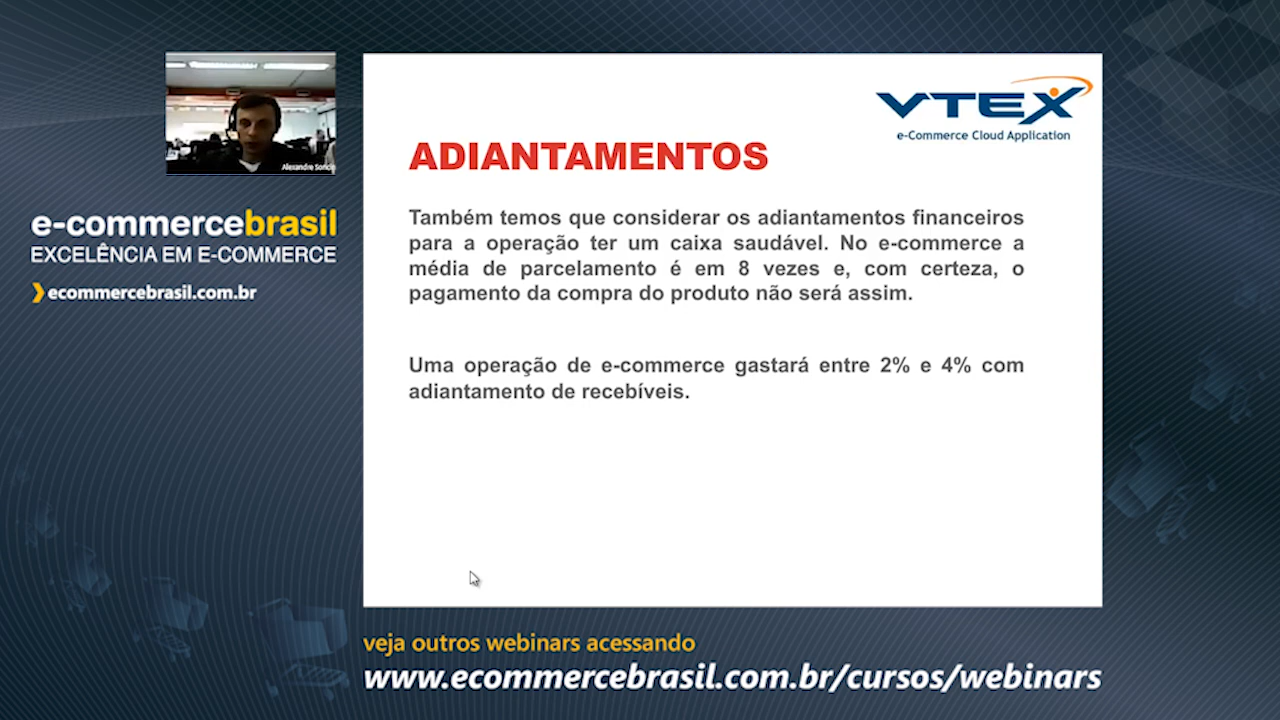 Alexandre Soncini
e-commercebrasil
EXCELÊNCIA EM E-COMMERCE
ecommercebrasil.com.br
VTEX
e-Commerce Cloud Application
ADIANTAMENTOS
Também temos que considerar os adiantamentos financeiros
para a operação ter um caixa saudável. No e-commerce a
média de parcelamento é em 8 vezes e, com certeza, o
pagamento da compra do produto não será assim.
Uma operação de e-commerce gastará entre 2% e 4% com
adiantamento de recebíveis.
veja outros webinars acessando
www.ecommercebrasil.com.br/cursos/webinars